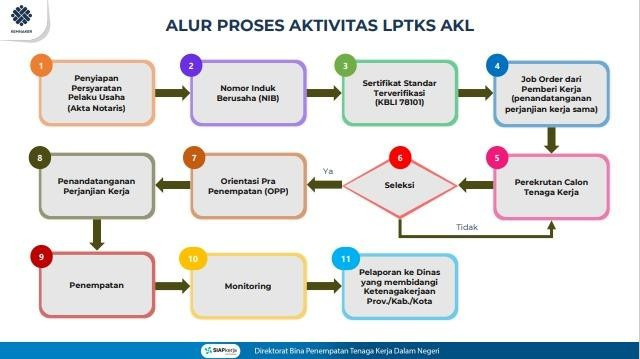 KEMNAKER
ALUR PROSES AKTIVITAS LPTKS AKL
1
Penyiapan
Persyaratan
Pelaku Usaha
(Akta Notaris)
2
Nomor Induk
Berusaha (NIB)
3
Sertifikat Standar
Terverifikasi
(KBLI 78101)
4
Job Order dari
Pemberi Kerja
(penandatanganan
perjanjian kerja sama)
5
Perekrutan Calon
Tenaga Kerja
6
Seleksi
Ya
Tidak
7
Orientasi Pra
Penempatan (OPP)
8
Penandatanganan
Perjanjian Kerja
9
Penempatan
10
Monitoring
11
Pelaporan ke Dinas
yang membidangi
Ketenagakerjaan
Prov./Kab./Kota
SIAPkerja
Direktorat Bina Penempatan Tenaga Kerja Dalam Negeri